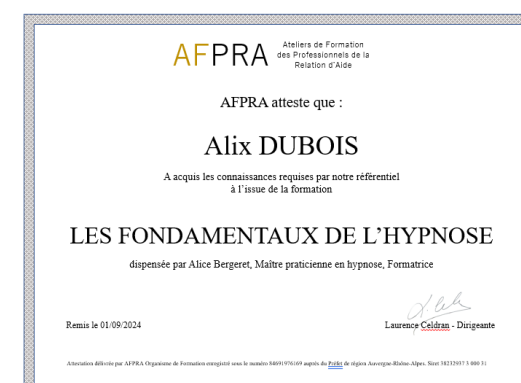 AFPRA
Ateliers de Formation
des Professionnels de la
Relation d'Aide
AFPRA atteste que :
Alix DUBOIS
A acquis les connaissances requises par notre référentiel
à l'issue de la formation
LES FONDAMENTAUX DE L'HYPNOSE
dispensée par Alice Bergeret, Maître praticienne en hypnose, Formatrice
Remis le 01/09/2024
Laurence Celdran - Dirigeante
Attestation délivrée par AFPRA Organisme de Formation enregistré sous le numéro 84691976169 auprès du Préfet de région Auvergne-Rhône-Alpes. Siret